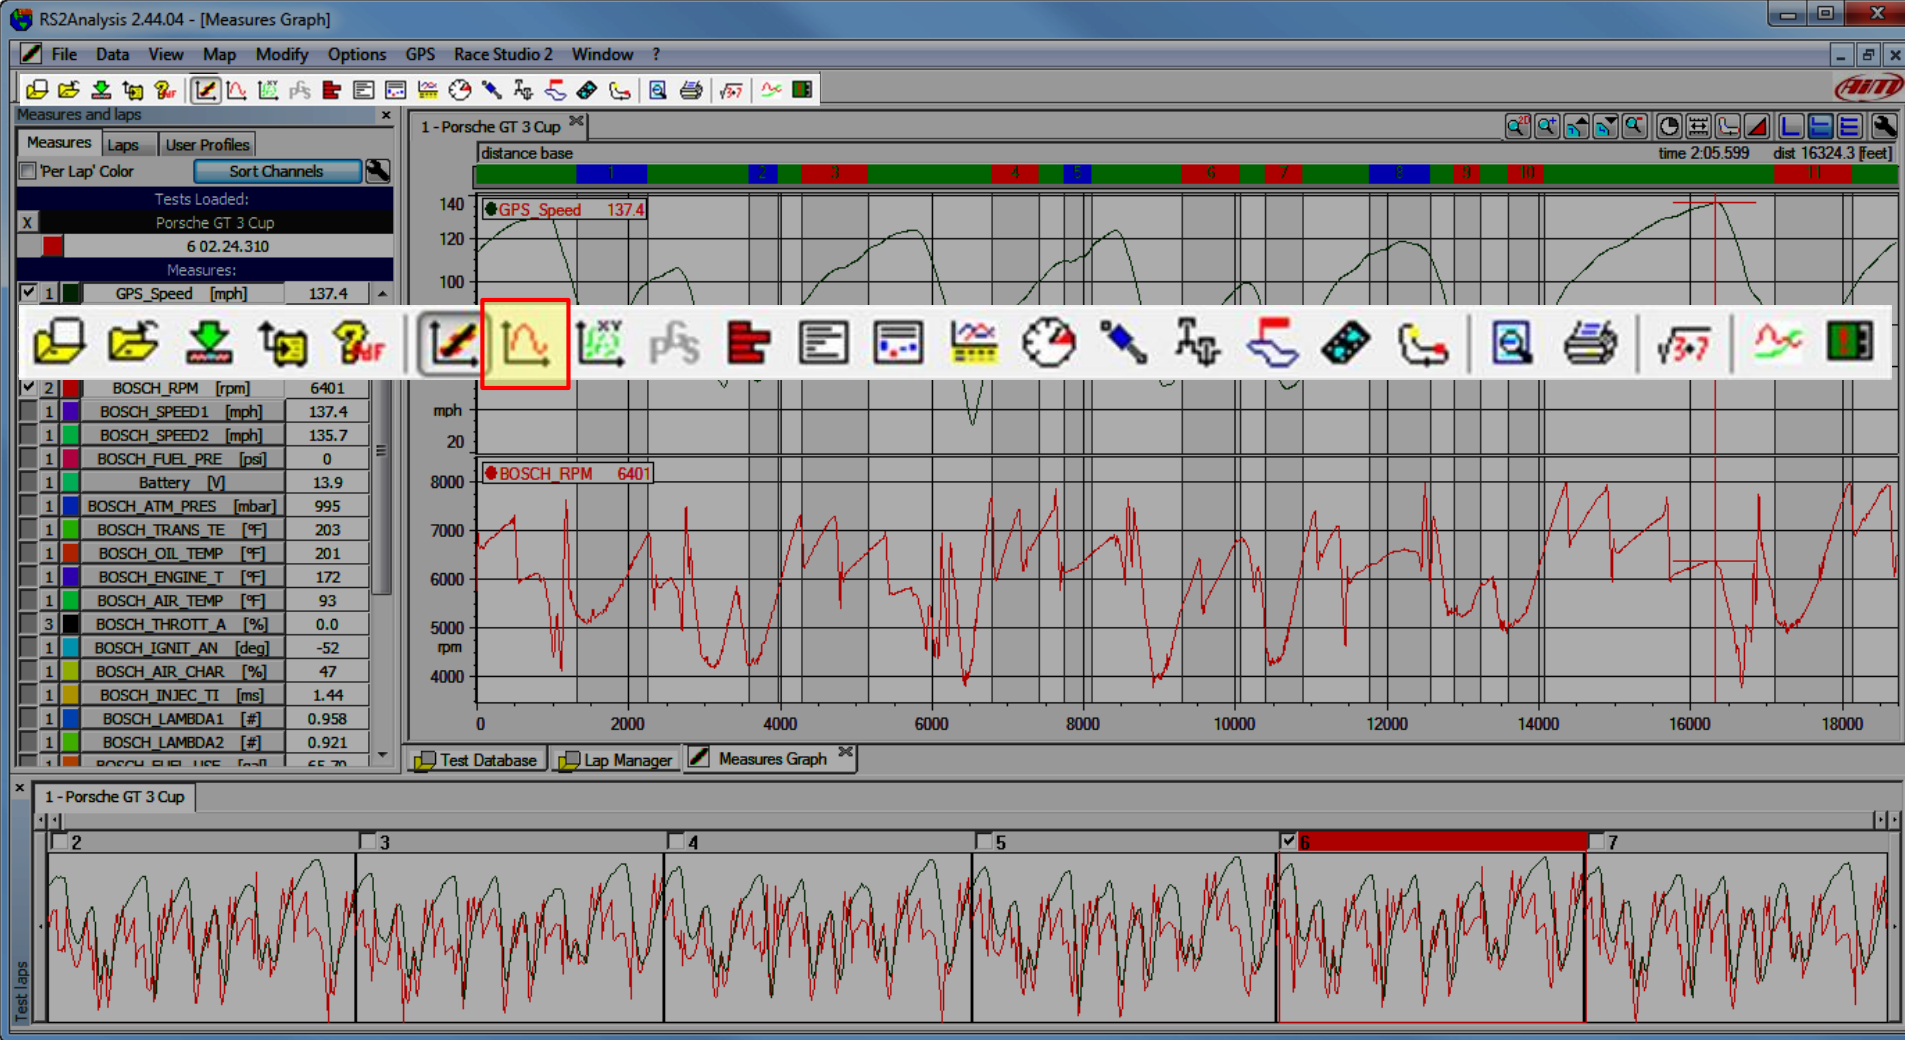 RS2Analysis 2.44.04 - [Measures Graph]
File Data View Map Modify Options GPS Race Studio 2 Window ?
AiM
Measures and laps
Measures Laps User Profiles
'Per Lap' Color Sort Channels
Tests Loaded:
X Porsche GT 3 Cup
6 02.24.310
Measures:
1 GPS_Speed [mph] 137.4
2 BOSCH_RPM [rpm] 6401
1 BOSCH_SPEED1 [mph] 137.4
1 BOSCH_SPEED2 [mph] 135.7
1 BOSCH_FUEL_PRE [psi] 0
1 Battery [V] 13.9
1 BOSCH_ATM_PRES [mbar] 995
1 BOSCH_TRANS_TE [°F] 203
1 BOSCH_OIL_TEMP [°F] 201
1 BOSCH_ENGINE_T [°F] 172
1 BOSCH_AIR_TEMP [°F] 93
3 BOSCH_THROTT_A [%] 0.0
1 BOSCH_IGNIT_AN [deg] -52
1 BOSCH_AIR_CHAR [%] 47
1 BOSCH_INJEC_TI [ms] 1.44
1 BOSCH_LAMBDA1 [#] 0.958
1 BOSCH_LAMBDA2 [#] 0.921
1 BOSCH_FUEL_USE [gal] 65.70
1 - Porsche GT 3 Cup
distance base time 2:05.599 dist 16324.3 [feet]
1 2 3 4 5 6 7 8 9 10 11
GPS_Speed 137.4
140
120
100
mph
20
BOSCH_RPM 6401
8000
7000
6000
5000
rpm
4000
0 2000 4000 6000 8000 10000 12000 14000 16000 18000
Test Database Lap Manager Measures Graph
1 - Porsche GT 3 Cup
2 3 4 5 6 7
Test laps